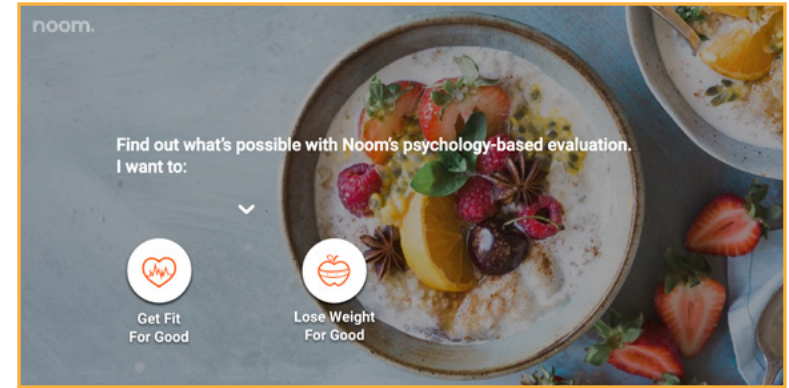 noom.
Find out what's possible with Noom's psychology-based evaluation.
I want to:
Get Fit
For Good
Lose Weight
For Good